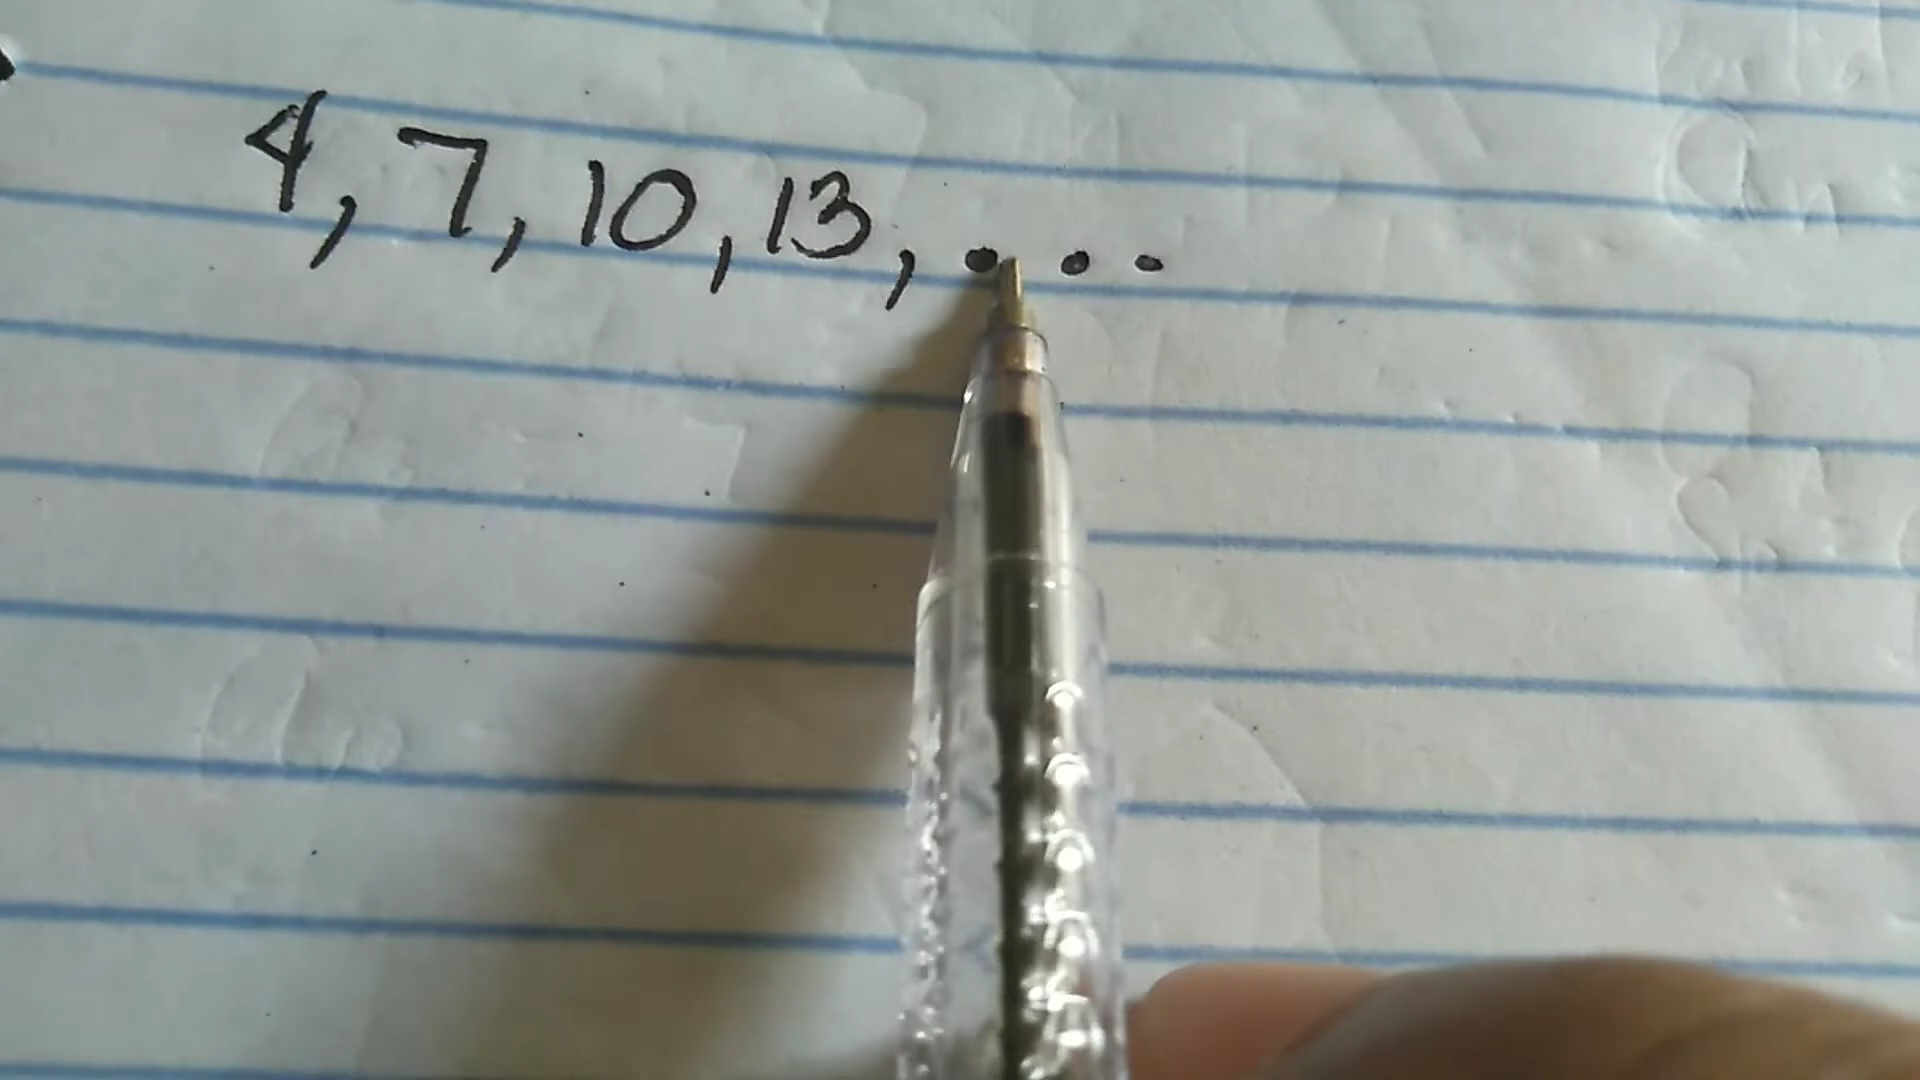 4, 7, 10, 13, . . .